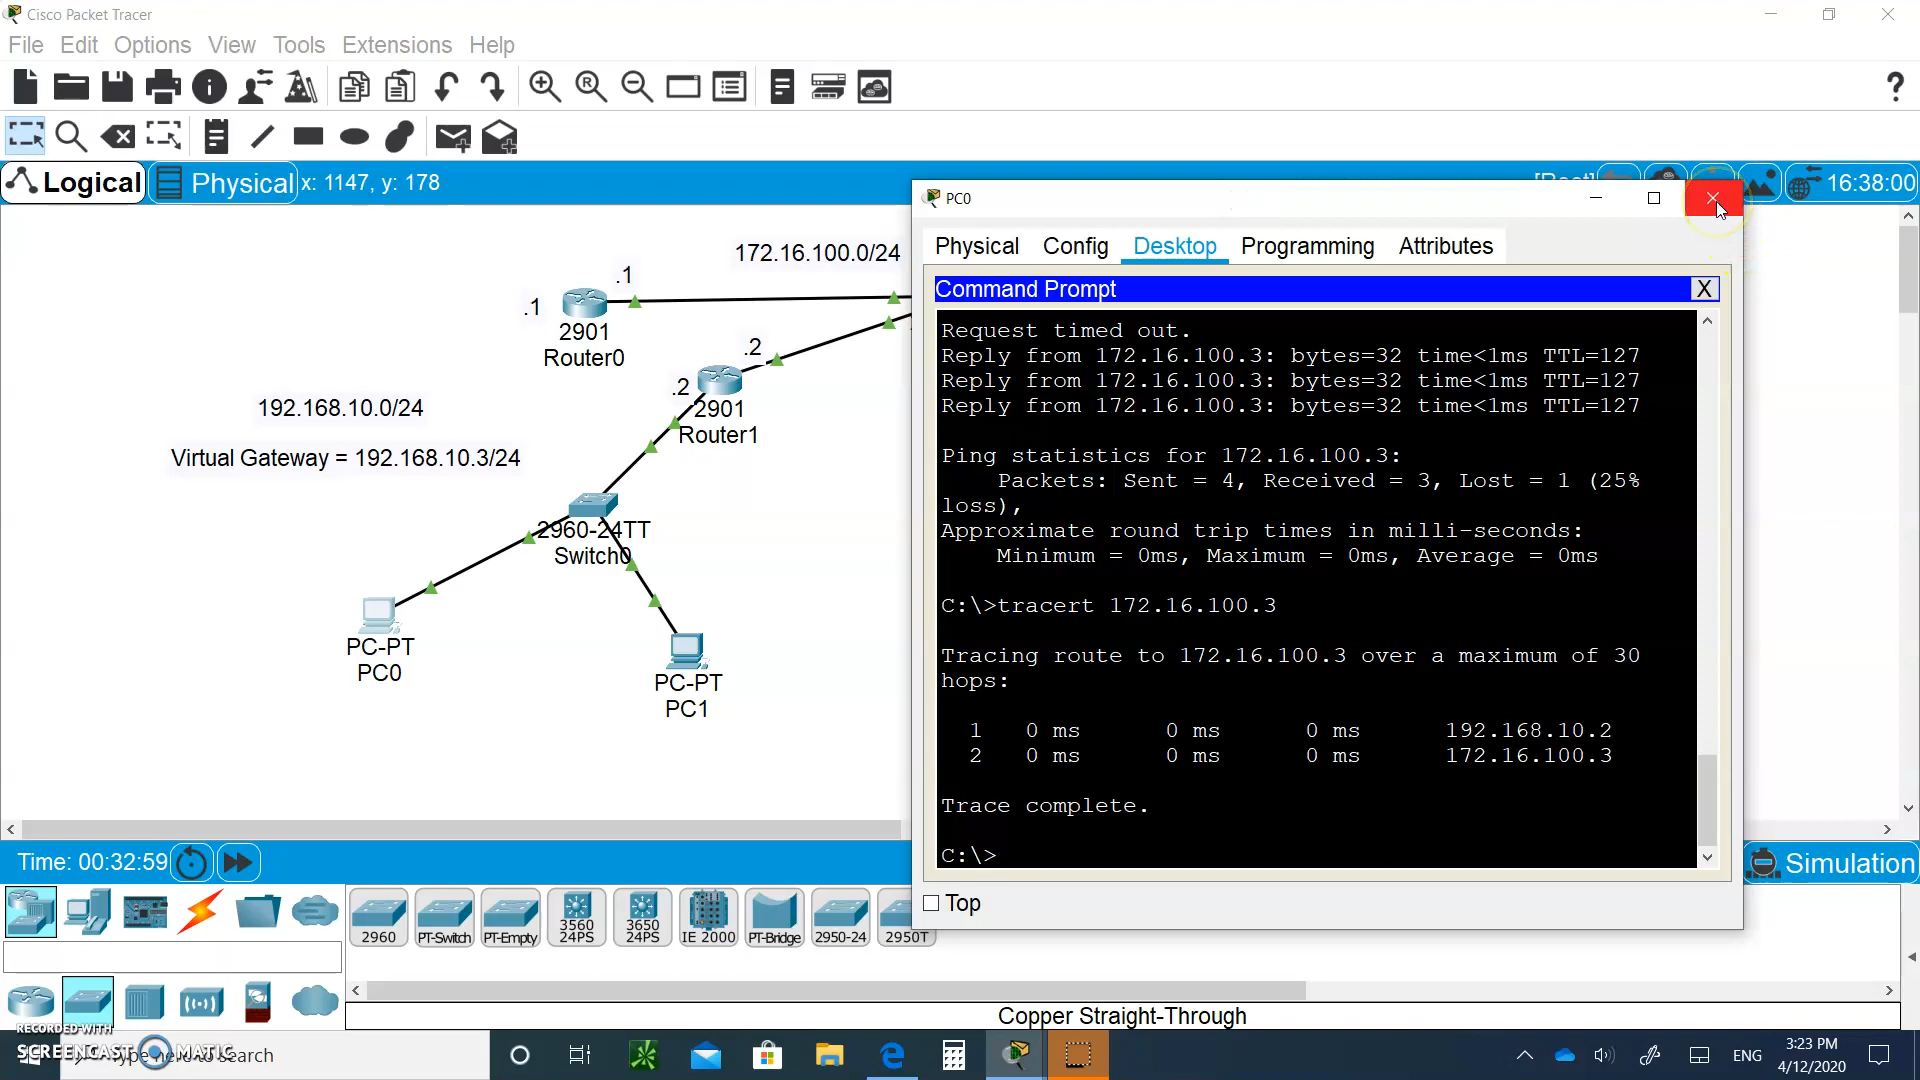 Cisco Packet Tracer
File Edit Options View Tools Extensions Help
?
Logical Physical x: 1147, y: 178
16:38:00
172.16.100.0/24
.1
.1
2901
Router0
.2
.2
2901
Router1
192.168.10.0/24
Virtual Gateway = 192.168.10.3/24
2960-24TT
Switch0
PC-PT
PC0
PC-PT
PC1
PC0
Physical Config Desktop Programming Attributes
Command Prompt X
Request timed out.
Reply from 172.16.100.3: bytes=32 time<1ms TTL=127
Reply from 172.16.100.3: bytes=32 time<1ms TTL=127
Reply from 172.16.100.3: bytes=32 time<1ms TTL=127
Ping statistics for 172.16.100.3:
Packets: Sent = 4, Received = 3, Lost = 1 (25%
loss),
Approximate round trip times in milli-seconds:
Minimum = 0ms, Maximum = 0ms, Average = 0ms
C:\>tracert 172.16.100.3
Tracing route to 172.16.100.3 over a maximum of 30
hops:
1 0 ms 0 ms 0 ms 192.168.10.2
2 0 ms 0 ms 0 ms 172.16.100.3
Trace complete.
C:\>
Top
Time: 00:32:59
Simulation
2960 PT-Switch PT-Empty 3560 24PS 3650 24PS IE 2000 PT-Bridge 2950-24 2950T
Copper Straight-Through
RECORDED WITH
SCREENCAST MATIC
Type here to search
ENG
3:23 PM
4/12/2020